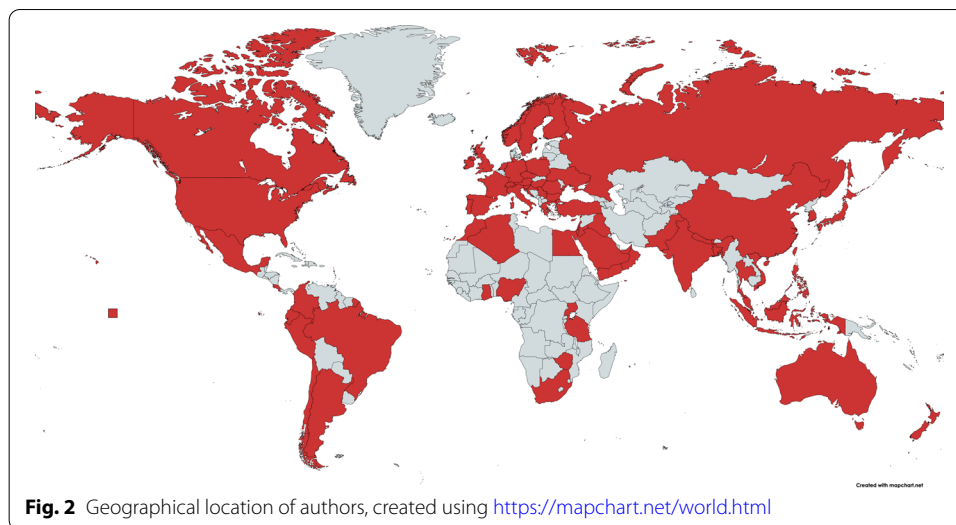 Created with mapchart.net
Fig. 2 Geographical location of authors, created using https://mapchart.net/world.html